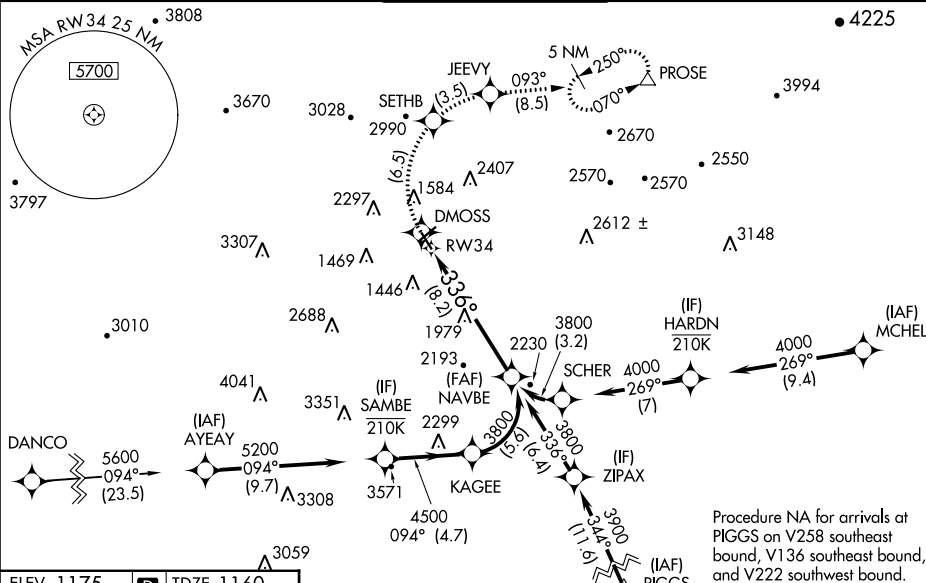 MSA RW34 25 NM
3808
4225
5700
5 NM
250°
PROSE
JEEVY
093°
(8.5)
070°
SETHB
(3.5)
3994
3670
3028
2990
2670
2550
2407
2570
2570
(6.5)
1584
3797
2297
DMOSS
2612 ±
3148
RW34
3307
1469
1446
336°
(8.2)
(IF)
HARDN
210K
(IAF)
MCHEL
2688
1979
3800
(3.2)
3010
2230
4000
269°
(9.4)
2193
SCHER
4000
269°
(7)
(FAF)
NAVBE
4041
(IF)
SAMBE
210K
3351
(IAF)
AYEAY
2299
3800
(5.6)
3800
336°
(6.4)
DANCO
5600
094°
(23.5)
5200
094°
(9.7)
(IF)
ZIPAX
KAGEE
3571
3308
4500
094° (4.7)
3900
344°
(11.6)
Procedure NA for arrivals at
PIGGS on V258 southeast
bound, V136 southeast bound,
and V222 southwest bound.
3059
(IAF)
PIGGS
ELEV 1175
D
TDZE 1160